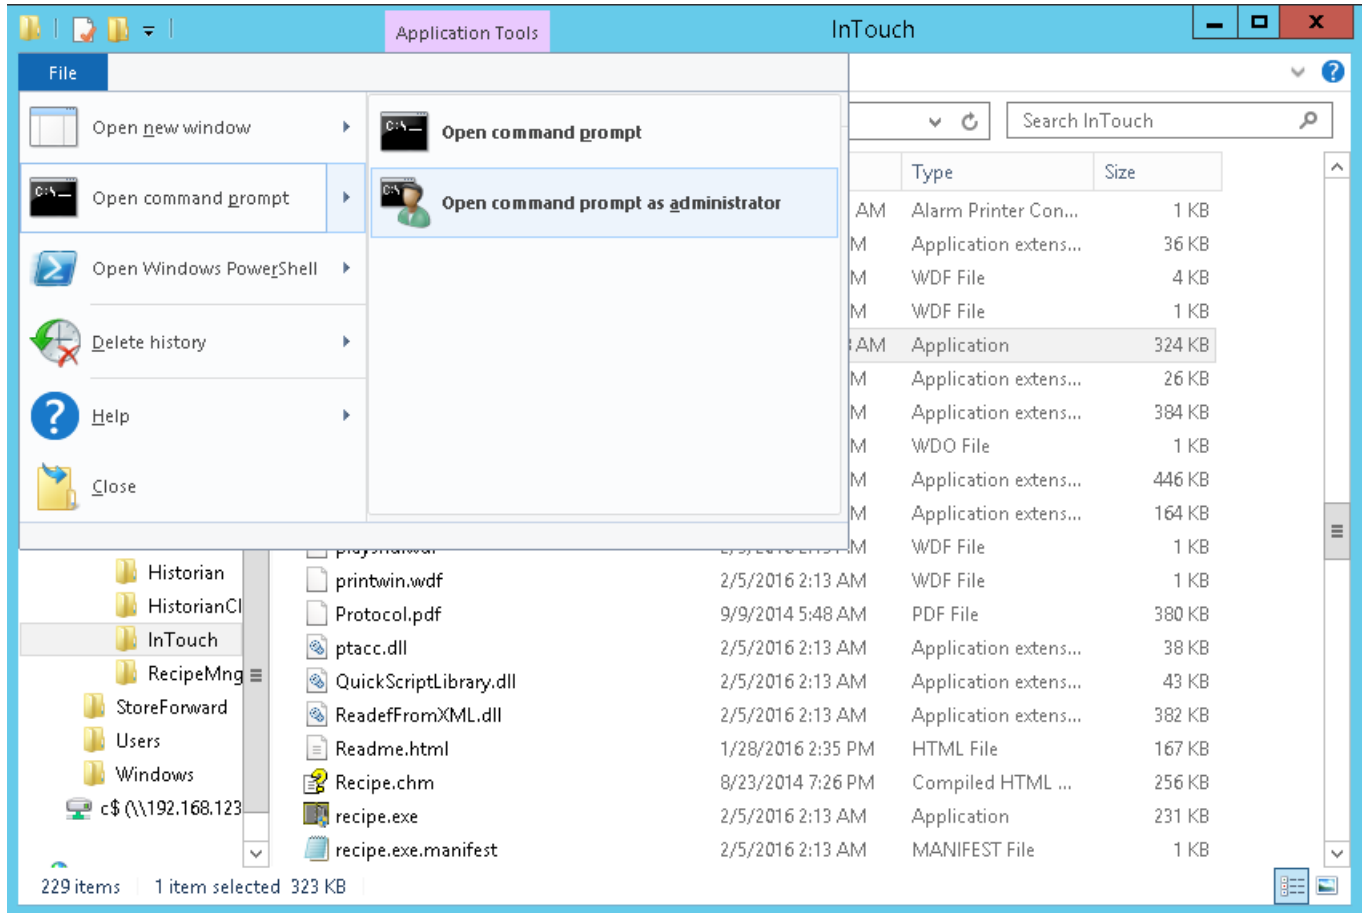 Application Tools
InTouch
File
Search InTouch
Open new window
Open command prompt
Open Windows PowerShell
Delete history
Help
Close
Open command prompt
Open command prompt as administrator
Type Size
AM Alarm Printer Con... 1 KB
M Application extens... 36 KB
M WDF File 4 KB
M WDF File 1 KB
AM Application 324 KB
M Application extens... 26 KB
M Application extens... 384 KB
M WDO File 1 KB
M Application extens... 446 KB
M Application extens... 164 KB
M WDF File 1 KB
printwin.wdf 2/5/2016 2:13 AM WDF File 1 KB
Protocol.pdf 9/9/2014 5:48 AM PDF File 380 KB
ptacc.dll 2/5/2016 2:13 AM Application extens... 38 KB
QuickScriptLibrary.dll 2/5/2016 2:13 AM Application extens... 43 KB
ReadefFromXML.dll 2/5/2016 2:13 AM Application extens... 382 KB
Readme.html 1/28/2016 2:35 PM HTML File 167 KB
Recipe.chm 8/23/2014 7:26 PM Compiled HTML ... 256 KB
recipe.exe 2/5/2016 2:13 AM Application 231 KB
recipe.exe.manifest 2/5/2016 2:13 AM MANIFEST File 1 KB
Historian
HistorianCl
InTouch
RecipeMng
StoreForward
Users
Windows
c$ (\\192.168.123
229 items 1 item selected 323 KB